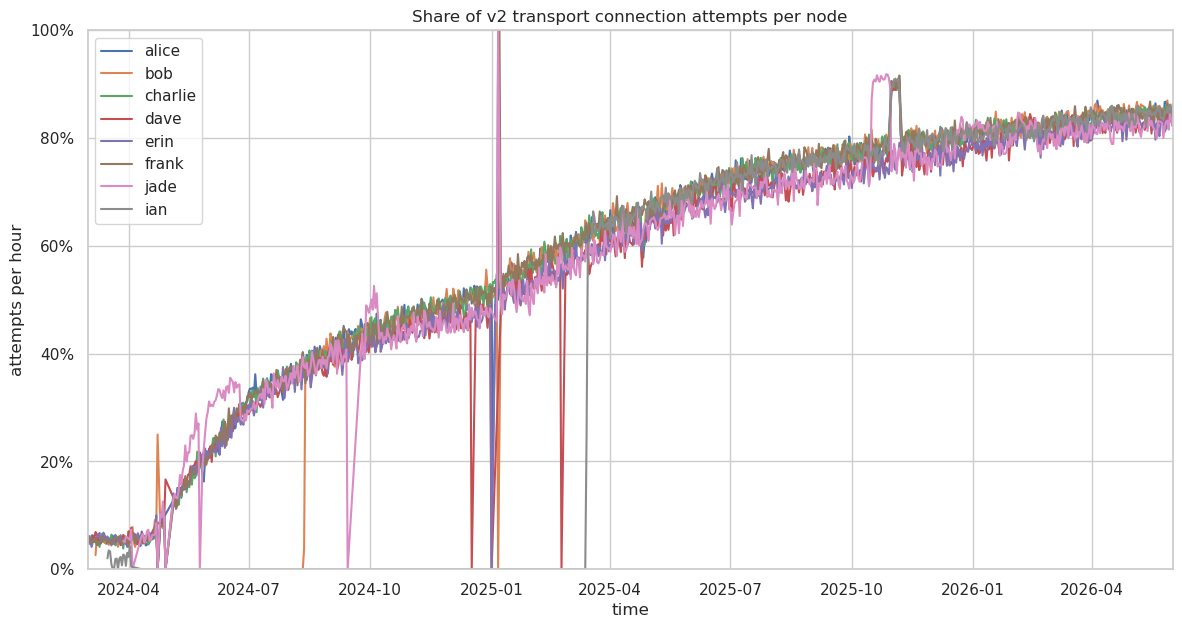 Share of v2 transport connection attempts per node
100%
80%
60%
40%
20%
0%
attempts per hour
alice
bob
charlie
dave
erin
frank
jade
ian
2024-04
2024-07
2024-10
2025-01
2025-04
2025-07
2025-10
2026-01
2026-04
time